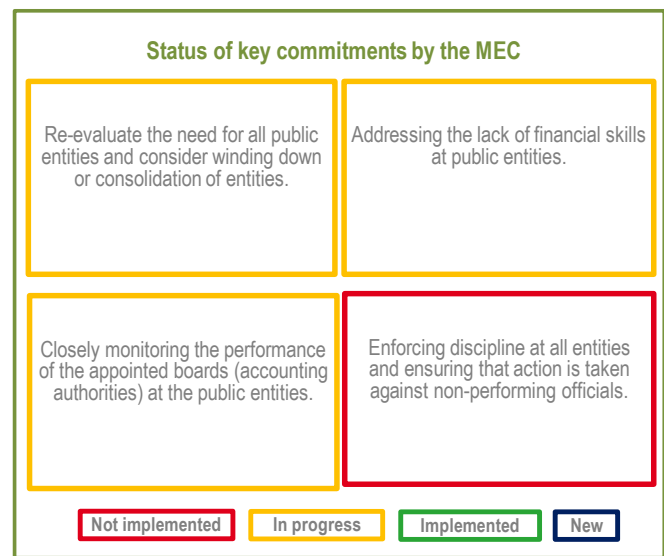 Status of key commitments by the MEC
Re-evaluate the need for all public
entities and consider winding down
or consolidation of entities.
Addressing the lack of financial skills
at public entities.
Closely monitoring the performance
of the appointed boards (accounting
authorities) at the public entities.
Enforcing discipline at all entities
and ensuring that action is taken
against non-performing officials.
Not implemented
In progress
Implemented
New